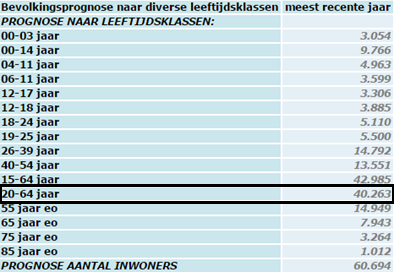 Bevolkingsprognose naar diverse leeftijdsklassen meest recente jaar
PROGNOSE NAAR LEEFTIJDSKLASSEN:
00-03 jaar 3.054
00-14 jaar 9.766
04-11 jaar 4.963
06-11 jaar 3.599
12-17 jaar 3.306
12-18 jaar 3.885
18-24 jaar 5.110
19-25 jaar 5.500
26-39 jaar 14.792
40-54 jaar 13.551
15-64 jaar 42.985
20-64 jaar 40.263
55 jaar eo 14.949
65 jaar eo 7.943
75 jaar eo 3.264
85 jaar eo 1.012
PROGNOSE AANTAL INWONERS 60.694